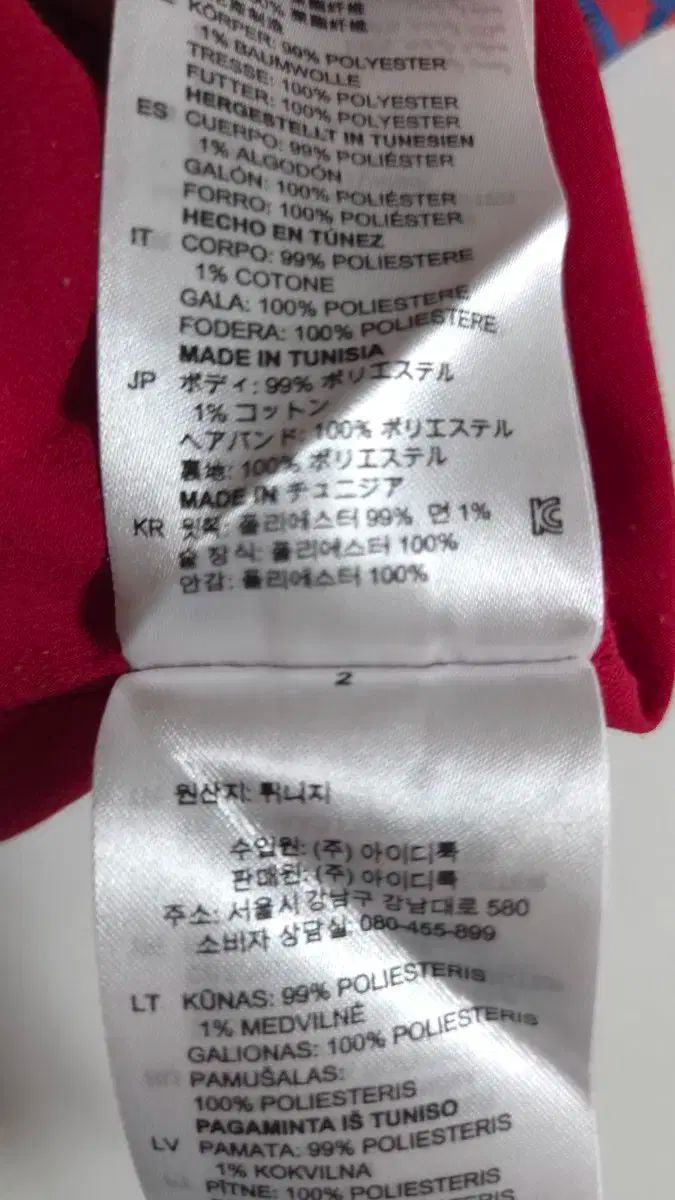 KÖRPER: 99% POLYESTER
1% BAUMWOLLE
TRESSE: 100% POLYESTER
FUTTER: 100% POLYESTER
HERGESTELLT IN TUNESIEN
ES CUERPO: 99% POLIÉSTER
1% ALGODÓN
GALÓN: 100% POLIÉSTER
FORRO: 100% POLIÉSTER
HECHO EN TÚNEZ
IT CORPO: 99% POLIESTERE
1% COTONE
GALA: 100% POLIESTERE
FODERA: 100% POLIESTERE
MADE IN TUNISIA
JP ボディ: 99% ポリエステル
1% コットン
ヘアバンド: 100% ポリエステル
裏地: 100% ポリエステル
MADE IN チュニジア
KR 윗쪽: 폴리에스터 99% 면 1%
술 장식: 폴리에스터 100%
안감: 폴리에스터 100%
2
원산지: 튀니지
수입원: (주) 아이디룩
판매원: (주) 아이디룩
주소: 서울시 강남구 강남대로 580
소비자 상담실: 080-455-899
LT KŪNAS: 99% POLIESTERIS
1% MEDVILNĖ
GALIONAS: 100% POLIESTERIS
PAMUŠALAS:
100% POLIESTERIS
PAGAMINTA IŠ TUNISO
LV PAMATA: 99% POLIESTERIS
1% KOKVILNA
PĪTNE: 100% POLIESTERIS